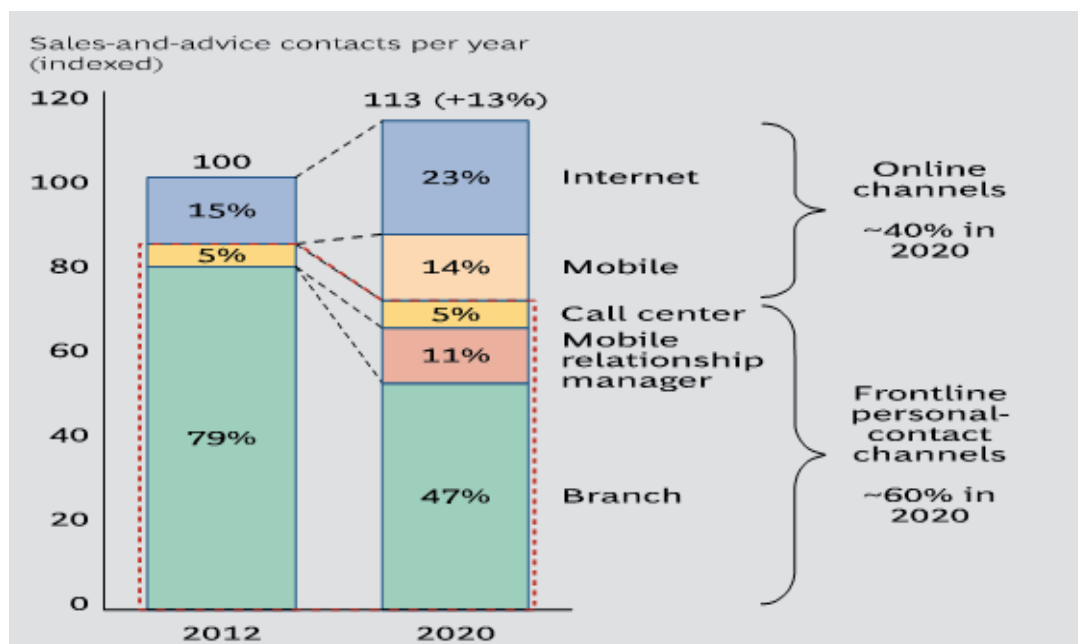 Sales-and-advice contacts per year
(indexed)
120
100
80
60
40
20
0
100
15%
5%
79%
2012
113 (+13%)
23%
14%
5%
11%
47%
2020
Internet
Mobile
Call center
Mobile
relationship
manager
Branch
Online
channels
~40% in
2020
Frontline
personal-
contact
channels
~60% in
2020